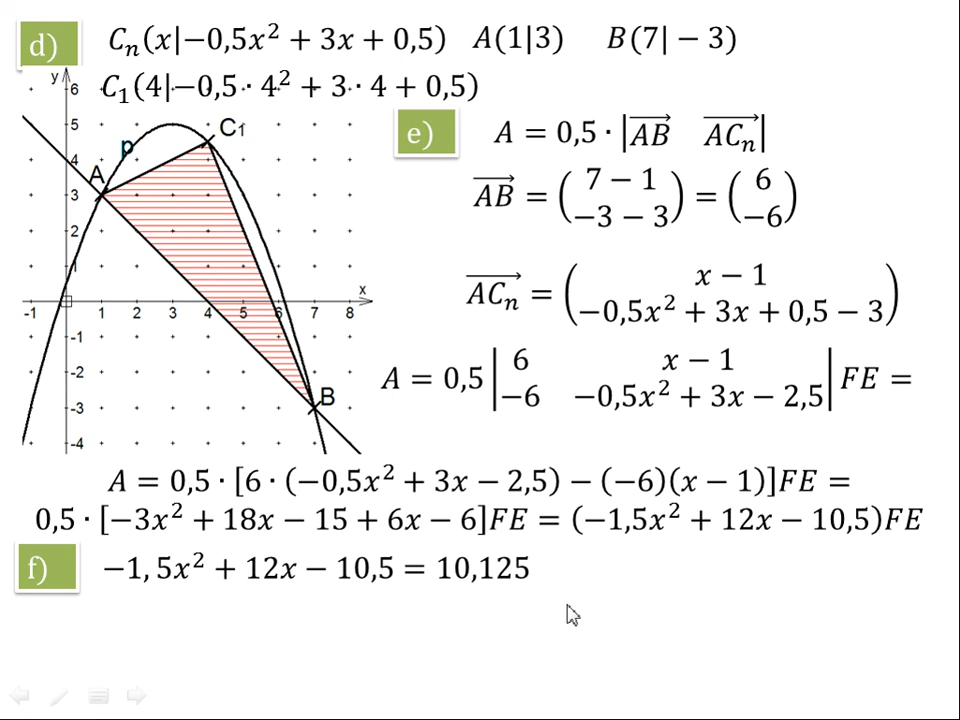 d) Cₙ(x|−0,5x² + 3x + 0,5) A(1|3) B(7| − 3)
C₁(4|−0,5 · 4² + 3 · 4 + 0,5)
y
6
5
4
3
2
1
-1
-2
-3
-4
-1 1 2 3 4 5 6 7 8 x
p
A
C1
B
e) A = 0,5 · |AB⃗ ACₙ⃗|
AB⃗ = (7 − 1 / −3 − 3) = (6 / −6)
ACₙ⃗ = (x − 1 / −0,5x² + 3x + 0,5 − 3)
A = 0,5 |6 x − 1 / −6 −0,5x² + 3x − 2,5| FE =
A = 0,5 · [6 · (−0,5x² + 3x − 2,5) − (−6)(x − 1)]FE =
0,5 · [−3x² + 18x − 15 + 6x − 6]FE = (−1,5x² + 12x − 10,5)FE
f) −1,5x² + 12x − 10,5 = 10,125